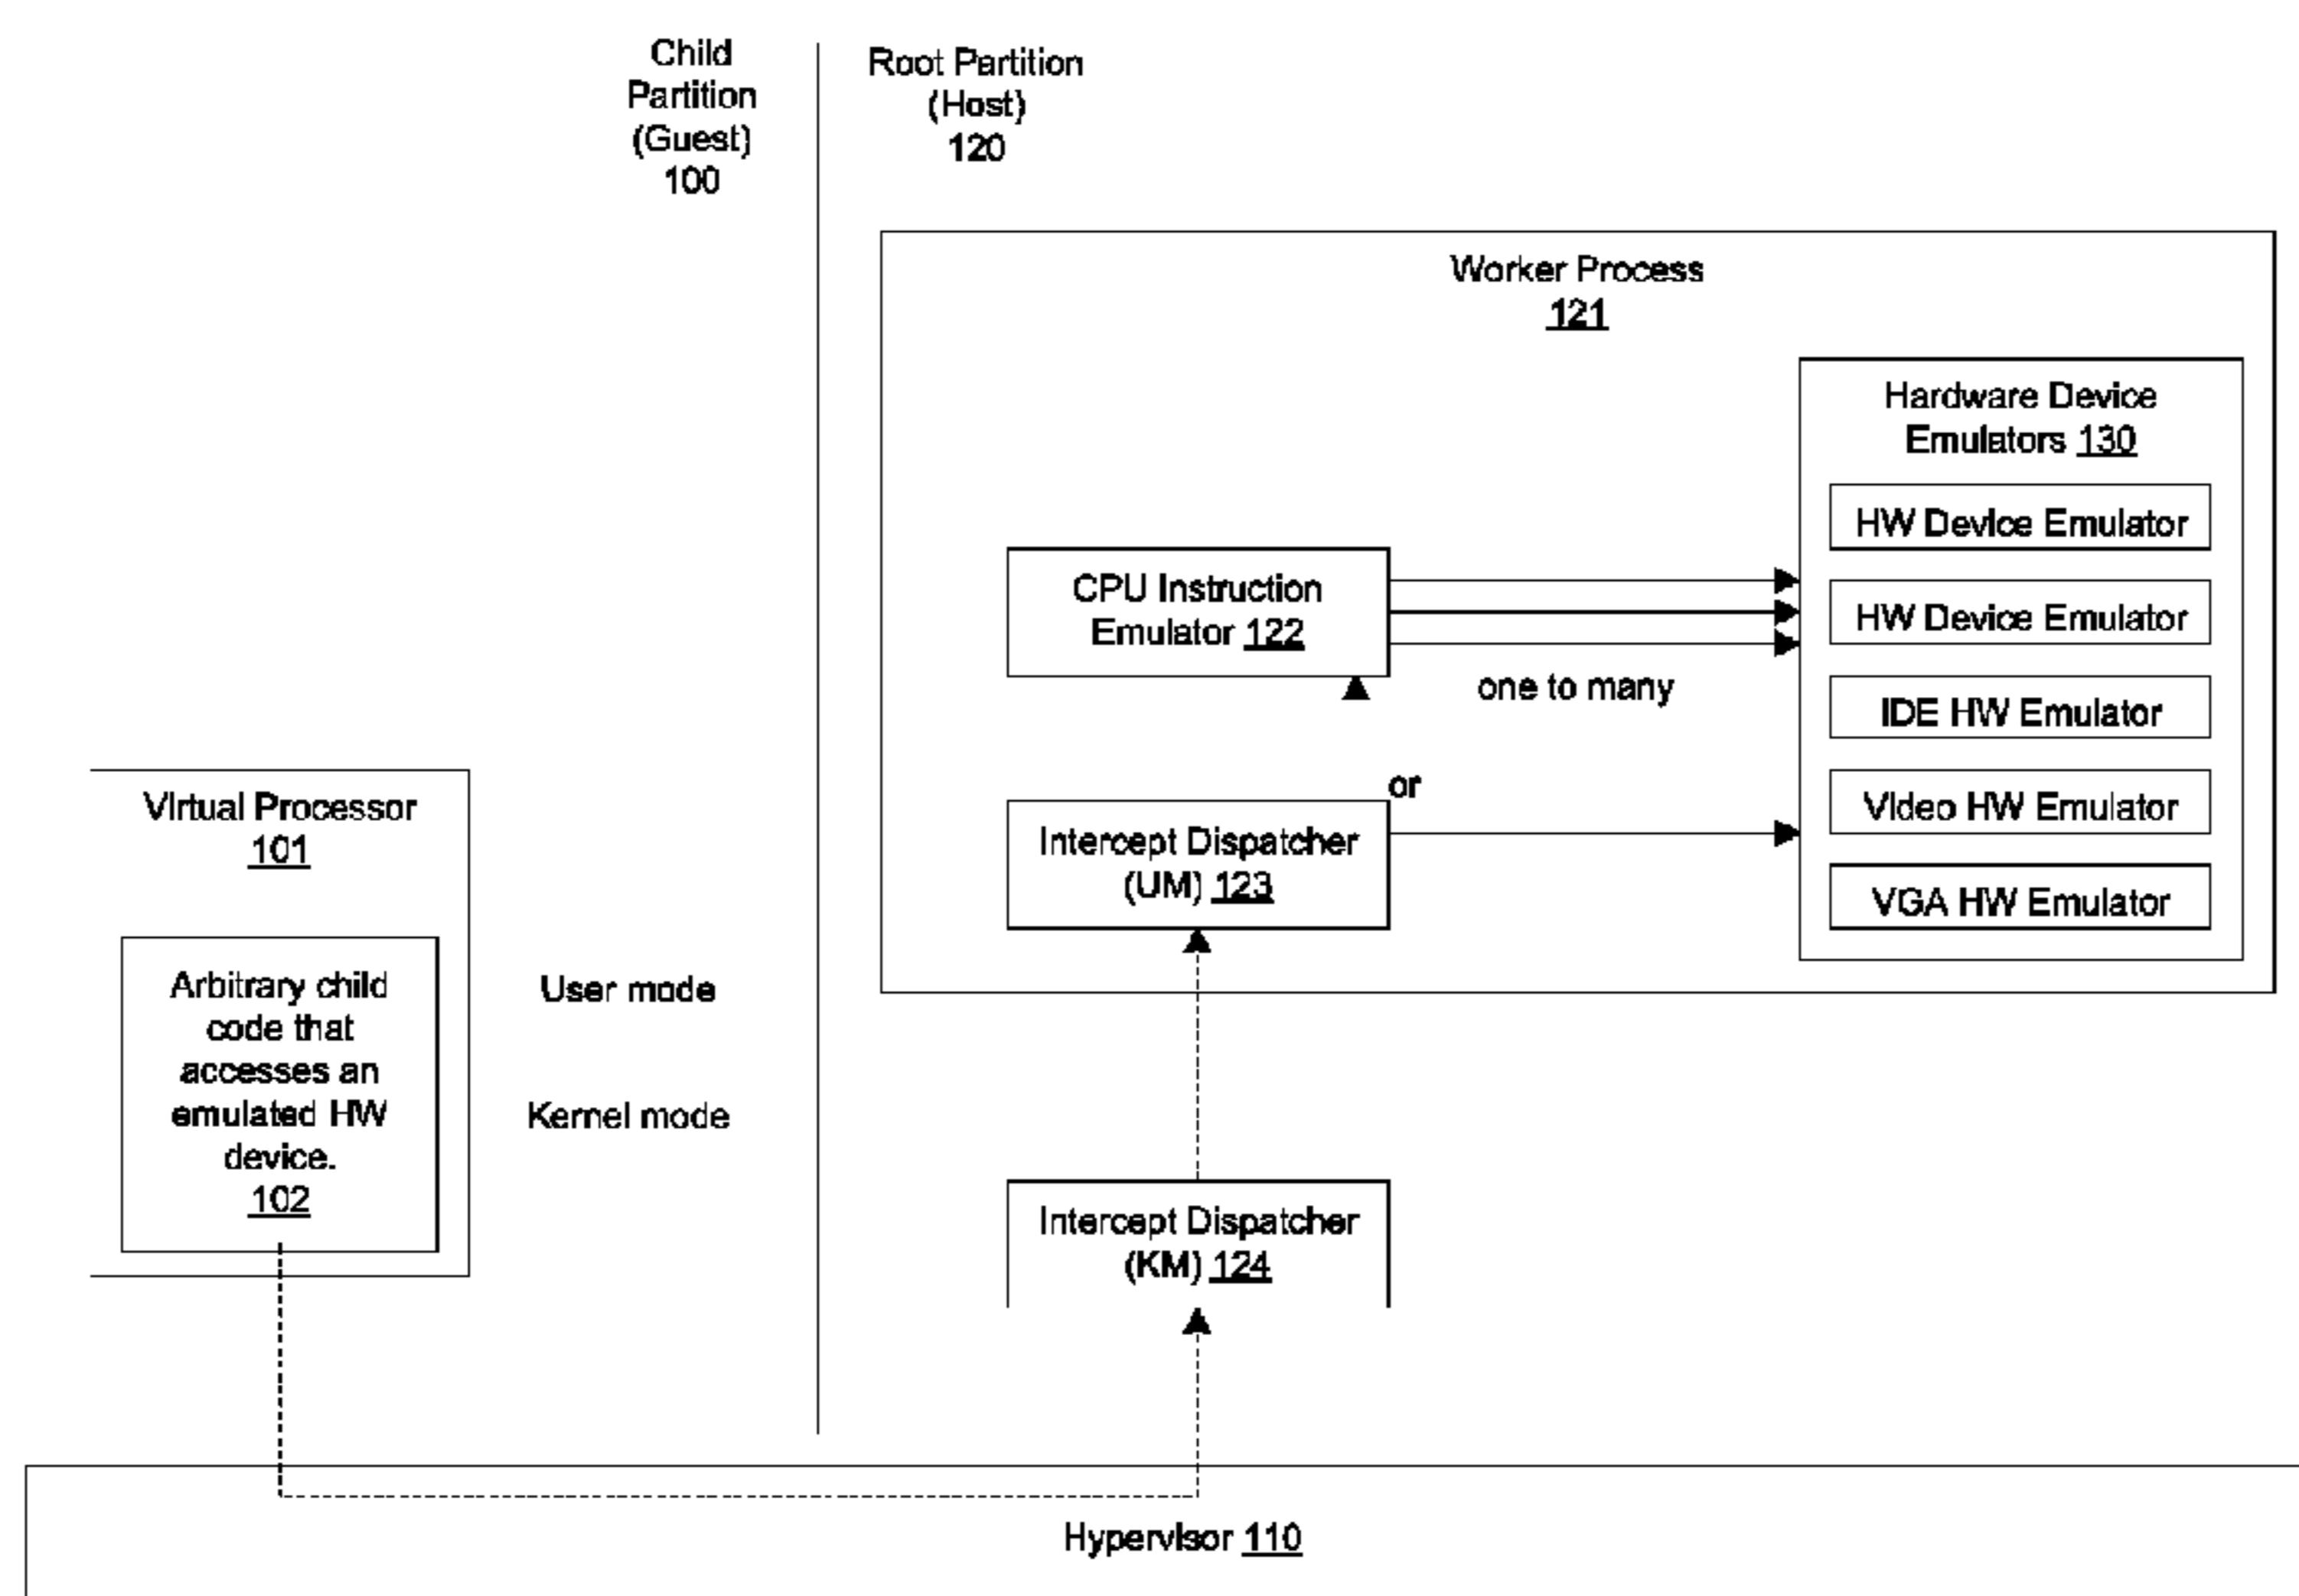 Child
Partition
(Guest)
100
Root Partition
(Host)
120
Worker Process
121
Hardware Device
Emulators 130
HW Device Emulator
HW Device Emulator
IDE HW Emulator
Video HW Emulator
VGA HW Emulator
CPU Instruction
Emulator 122
one to many
or
Intercept Dispatcher
(UM) 123
Virtual Processor
101
Arbitrary child
code that
accesses an
emulated HW
device.
102
User mode
Kernel mode
Intercept Dispatcher
(KM) 124
Hypervisor 110